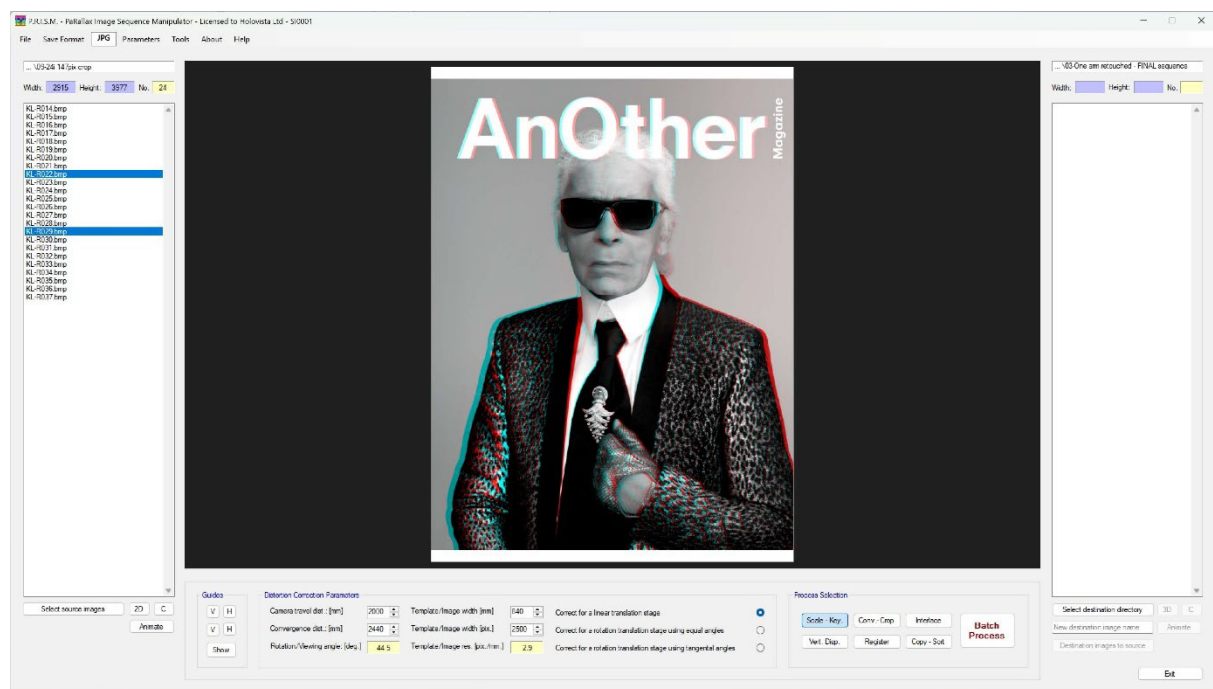 P.R.I.S.M. - PaRallax Image Sequence Manipulator - Licensed to Holovista Ltd - SI0001
File Save Format JPG Parameters Tools About Help
... \09-24i 147pix crop
Width: 2915 Height: 3977 No. 24
KL-R014.bmp
KL-R015.bmp
KL-R016.bmp
KL-R017.bmp
KL-R018.bmp
KL-R019.bmp
KL-R020.bmp
KL-R021.bmp
KL-R022.bmp
KL-R023.bmp
KL-R024.bmp
KL-R025.bmp
KL-R026.bmp
KL-R027.bmp
KL-R028.bmp
KL-R029.bmp
KL-R030.bmp
KL-R031.bmp
KL-R032.bmp
KL-R033.bmp
KL-R034.bmp
KL-R035.bmp
KL-R036.bmp
KL-R037.bmp
Select source images 2D C
Animate
AnOther
Magazine
... \03-One arm retouched - FINAL sequence
Width: Height: No.
Guides
V H
V H
Show
Distortion Correction Parameters
Camera travel dist.: [mm] 2000 Template/Image width [mm] 840 Correct for a linear translation stage
Convergence dist.: [mm] 2440 Template/Image width [pix.] 2500 Correct for a rotation translation stage using equal angles
Rotation/Viewing angle: [deg.] 44.5 Template/Image res. [pix./mm.] 2.9 Correct for a rotation translation stage using tangential angles
Process Selection
Scale - Key. Conv. - Crop Interlace
Vert. Disp. Register Copy - Sort
Batch
Process
Select destination directory 3D C
New destination image name Animate
Destination images to source
Exit